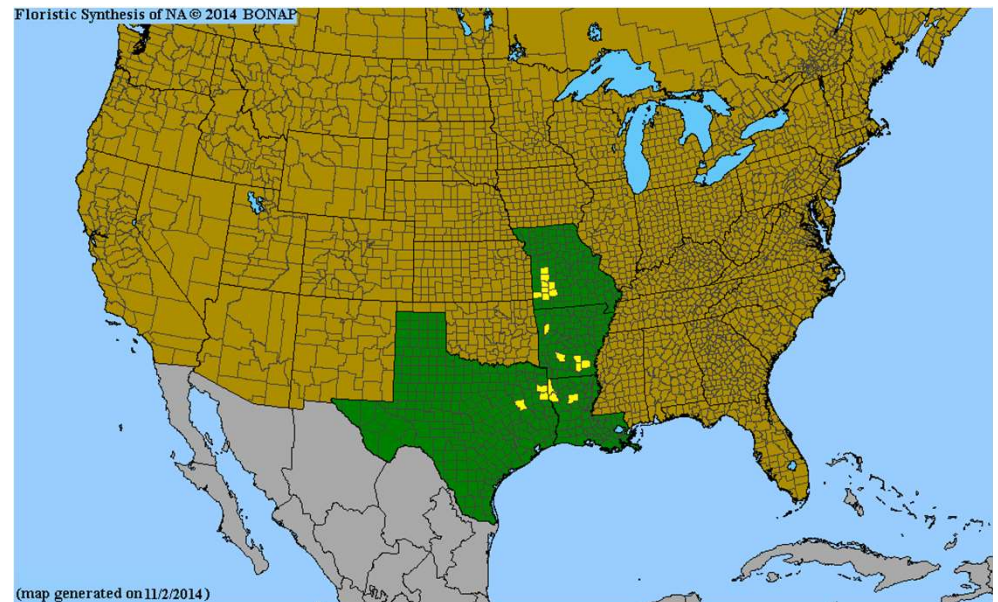 Floristic Synthesis of NA © 2014 BONAP
(map generated on 11/2/2014)